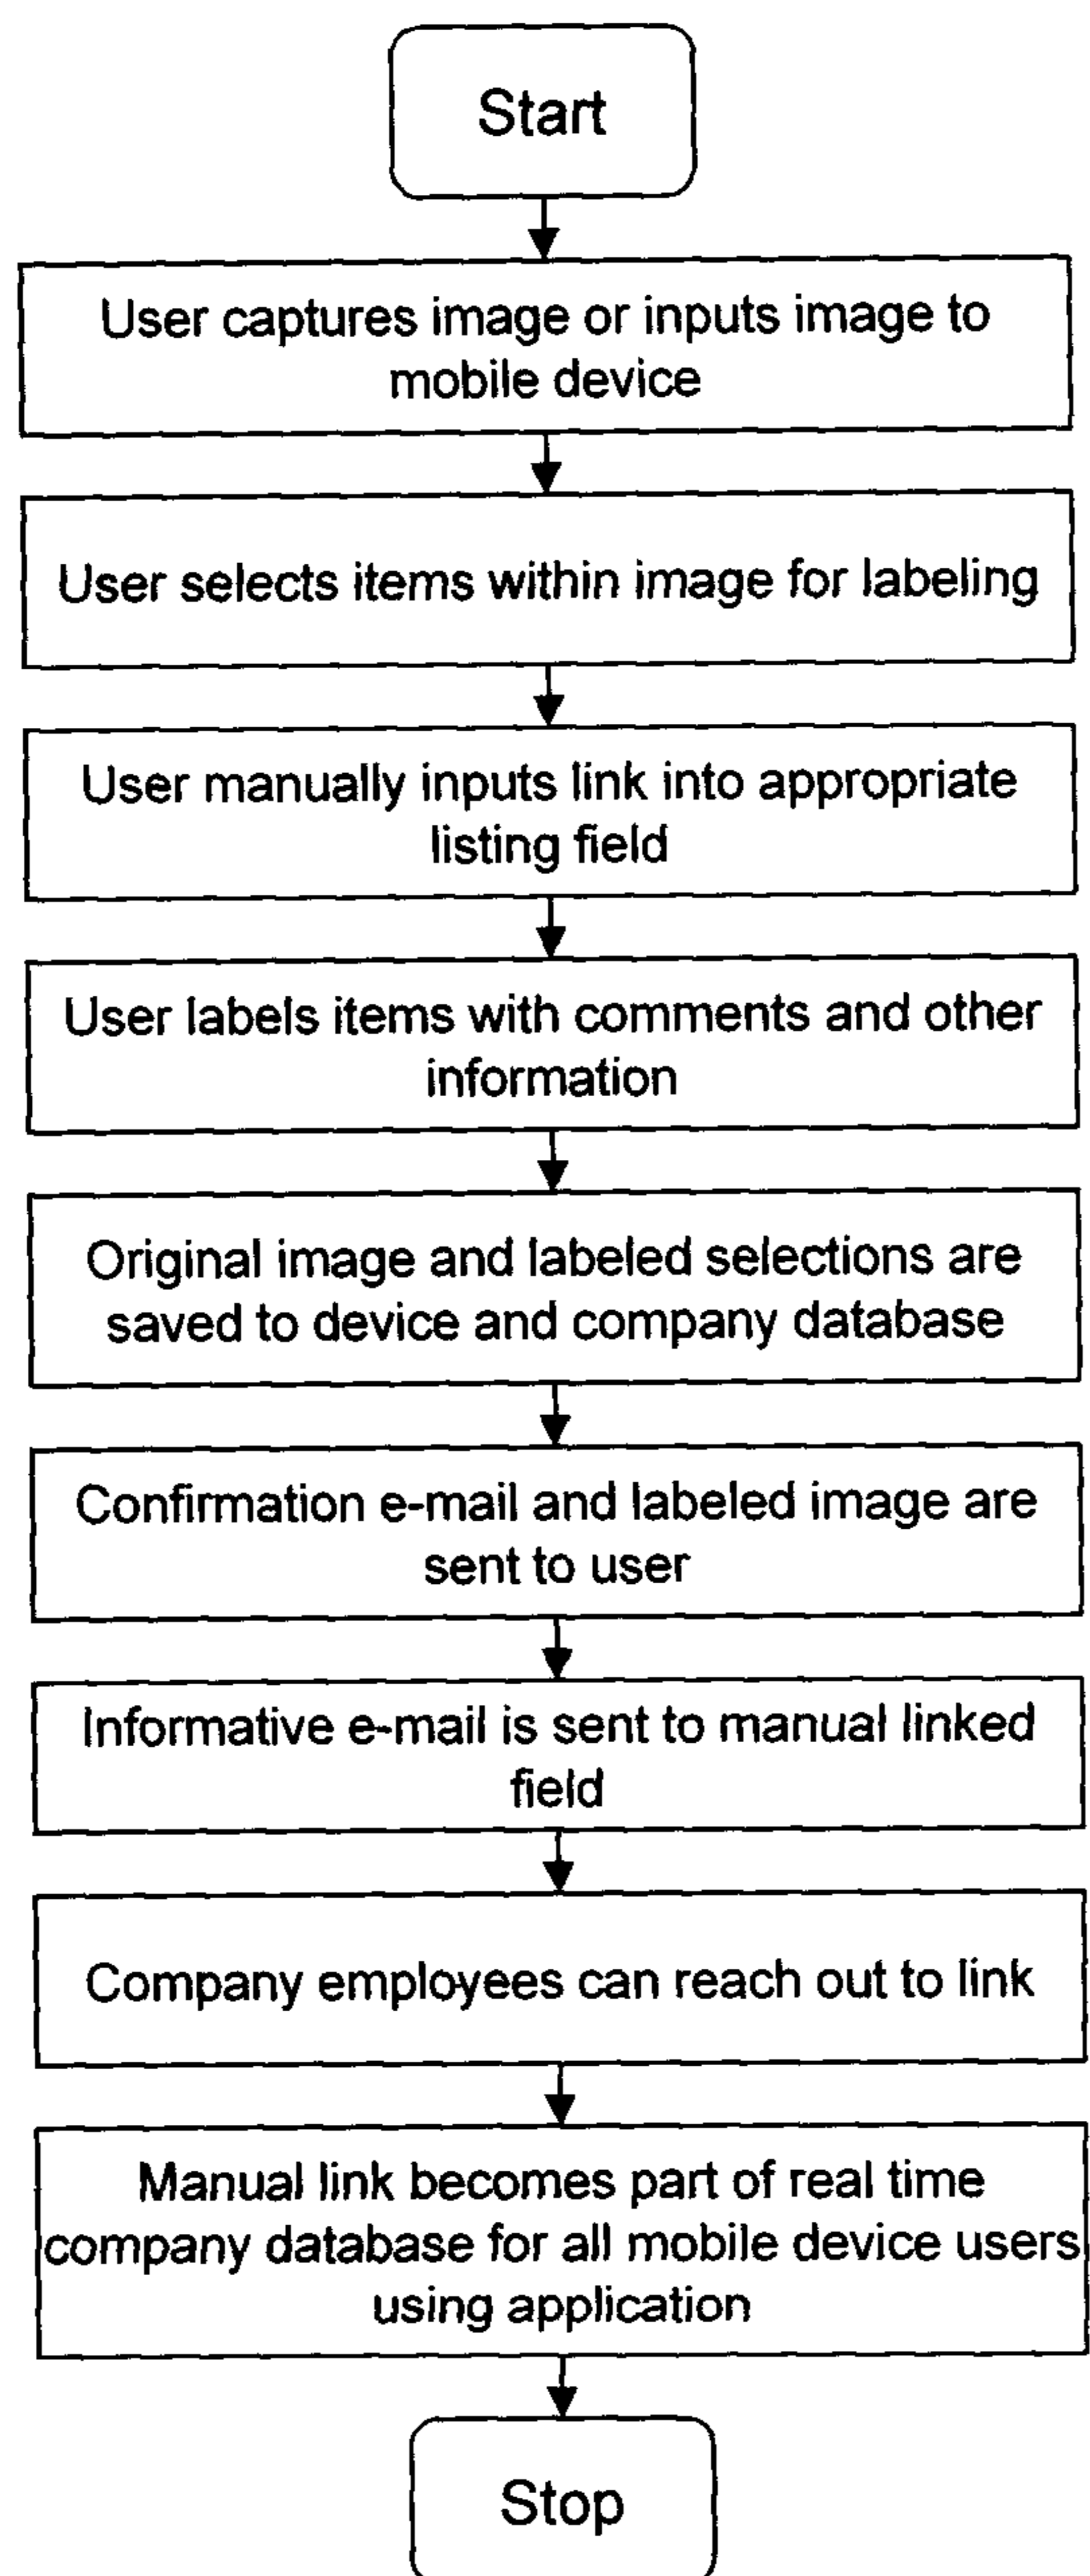 Start
User captures image or inputs image to
mobile device
User selects items within image for labeling
User manually inputs link into appropriate
listing field
User labels items with comments and other
information
Original image and labeled selections are
saved to device and company database
Confirmation e-mail and labeled image are
sent to user
Informative e-mail is sent to manual linked
field
Company employees can reach out to link
Manual link becomes part of real time
company database for all mobile device users
using application
Stop